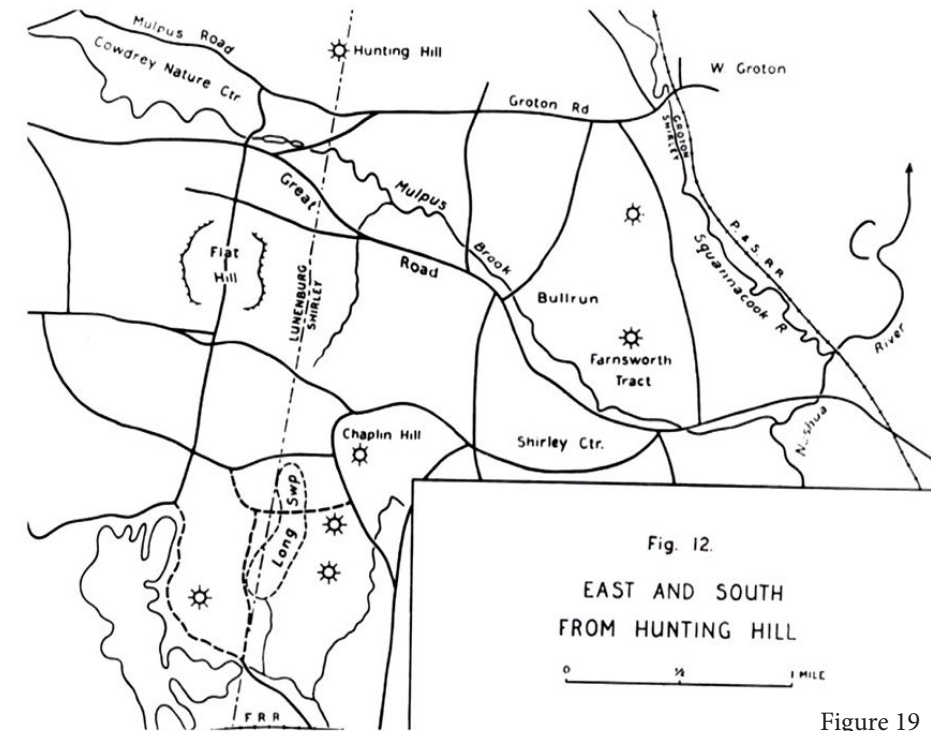 Mulpus Road
Cowdrey Nature Ctr.
Hunting Hill
W. Groton
Groton Rd
GROTON
SHIRLEY
Great
Road
Mulpus
Brook
P. & S. RR
Squannacook R
River
Nashua
Flat
Hill
LUNENBURG
SHIRLEY
Bullrun
Farnsworth
Tract
Chaplin Hill
Shirley Ctr.
Long Swp
F R R
Fig. 12.
EAST AND SOUTH
FROM HUNTING HILL
0 ½ 1 MILE
Figure 19